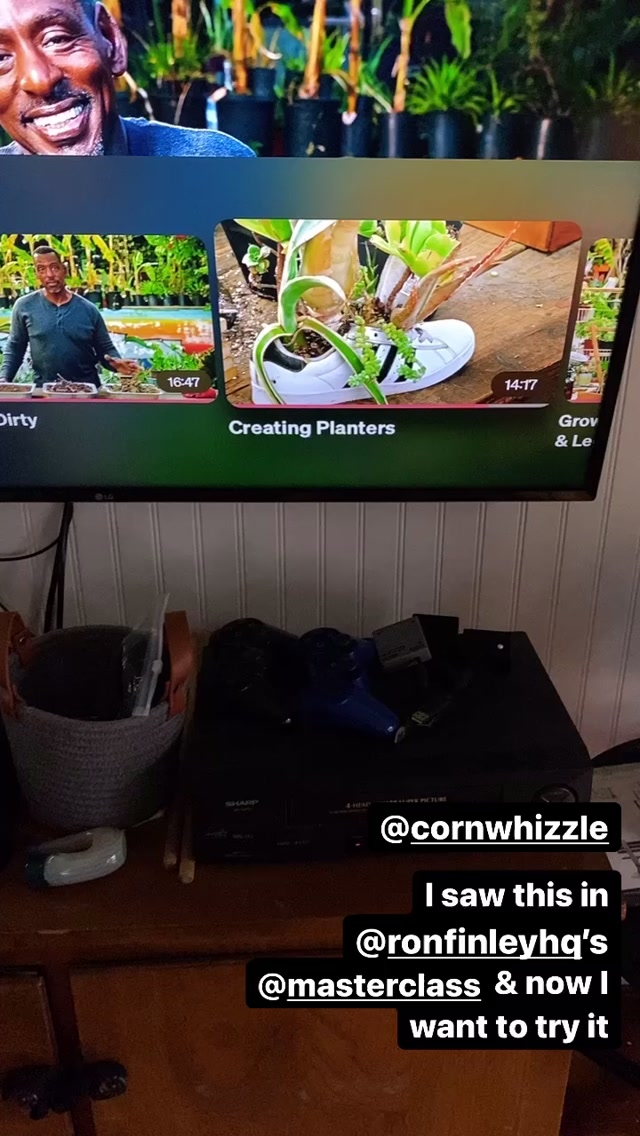 16:47
14:17
Dirty
Creating Planters
Grow
& Le
LG
SHARP
@cornwhizzle
I saw this in
@ronfinleyhq's
@masterclass & now I
want to try it